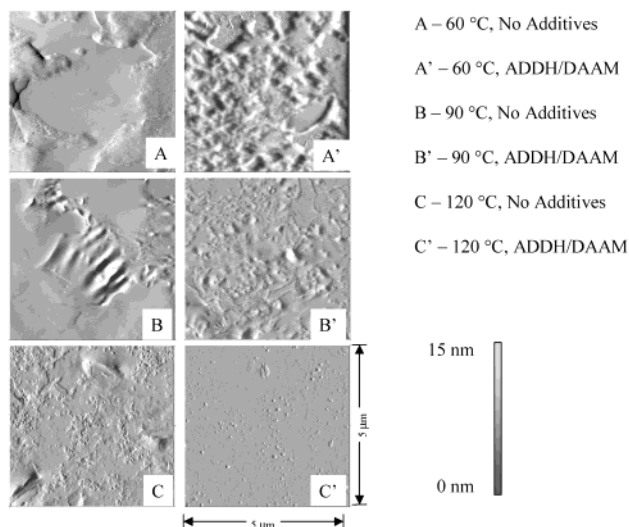 A – 60 °C, No Additives
A’ – 60 °C, ADDH/DAAM
B – 90 °C, No Additives
B’ – 90 °C, ADDH/DAAM
C – 120 °C, No Additives
C’ – 120 °C, ADDH/DAAM
A
A’
B
B’
C
C’
5 µm
5 µm
15 nm
0 nm